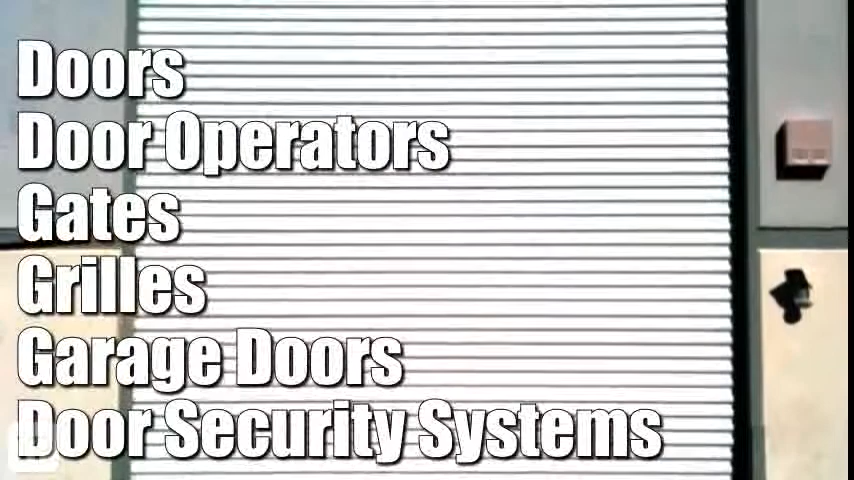 Doors
Door Operators
Gates
Grilles
Garage Doors
Door Security Systems